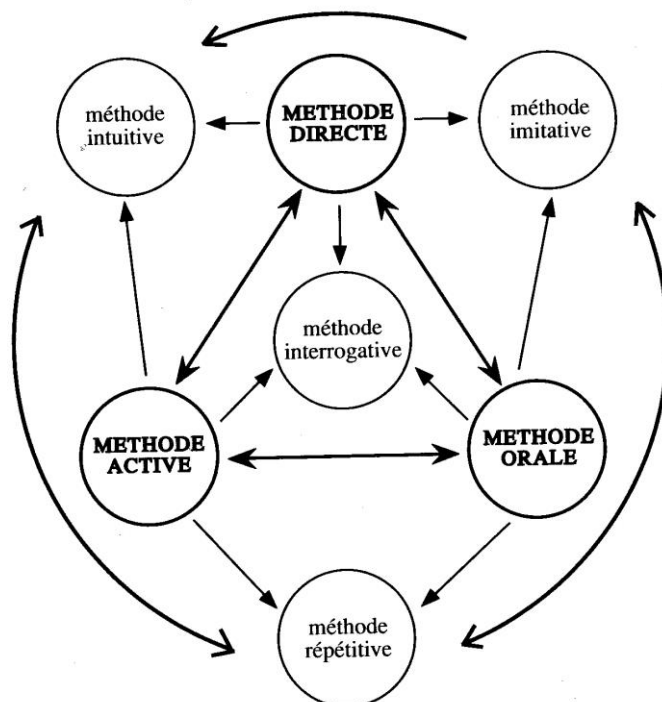 méthode
intuitive
METHODE
DIRECTE
méthode
imitative
méthode
interrogative
METHODE
ACTIVE
METHODE
ORALE
méthode
répétitive